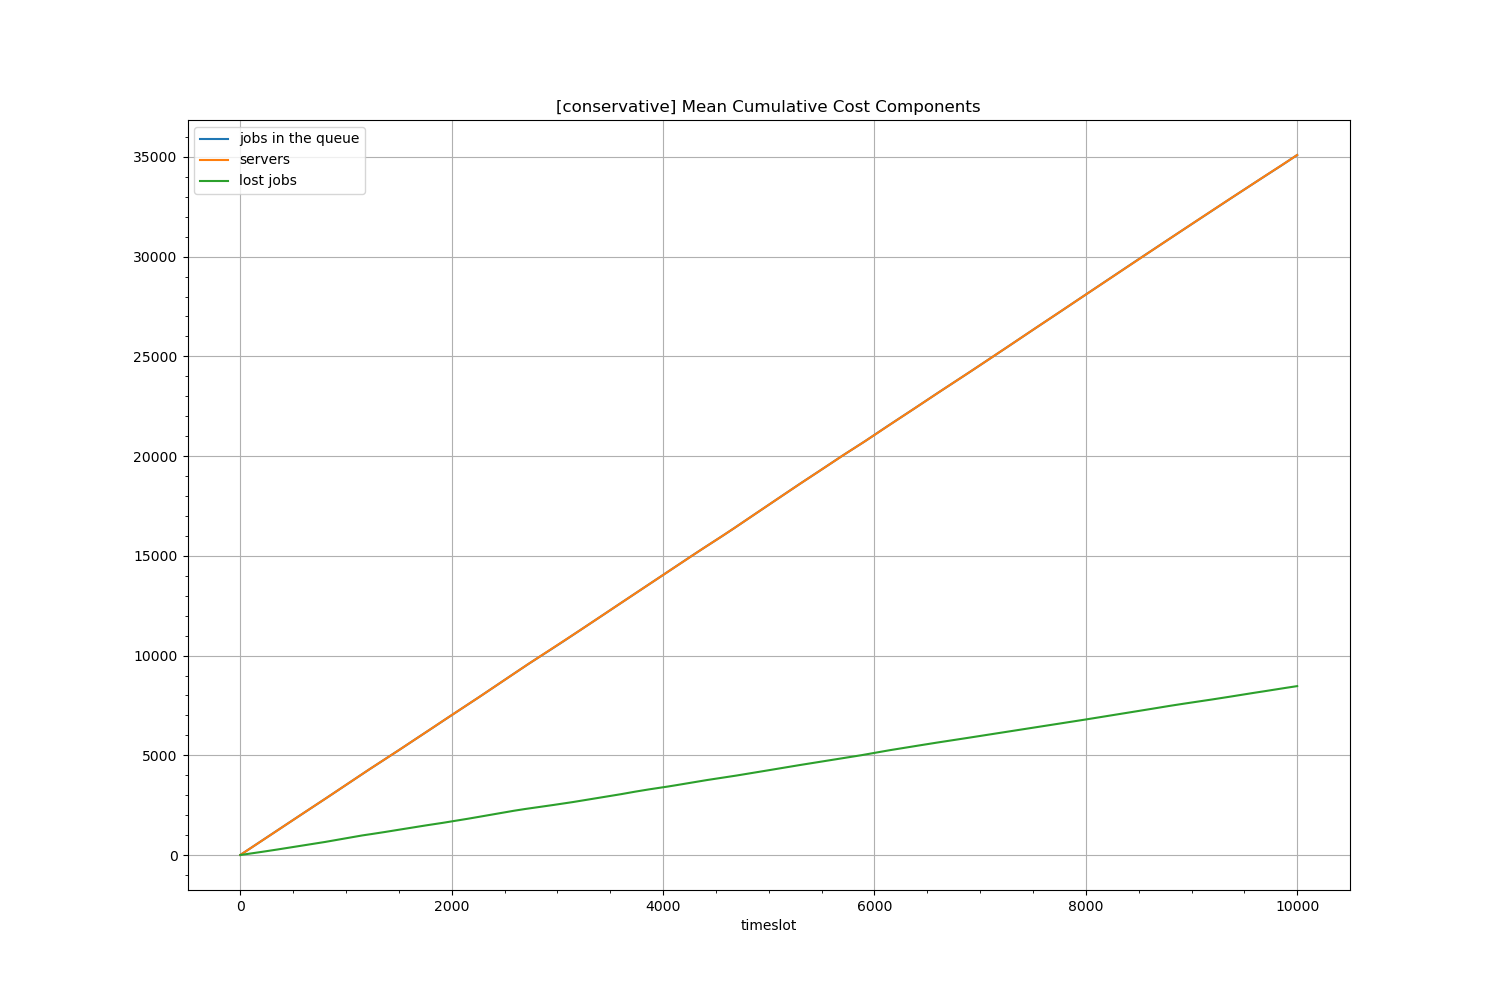 [conservative] Mean Cumulative Cost Components
jobs in the queue
servers
lost jobs
35000
30000
25000
20000
15000
10000
5000
0
0 2000 4000 6000 8000 10000
timeslot